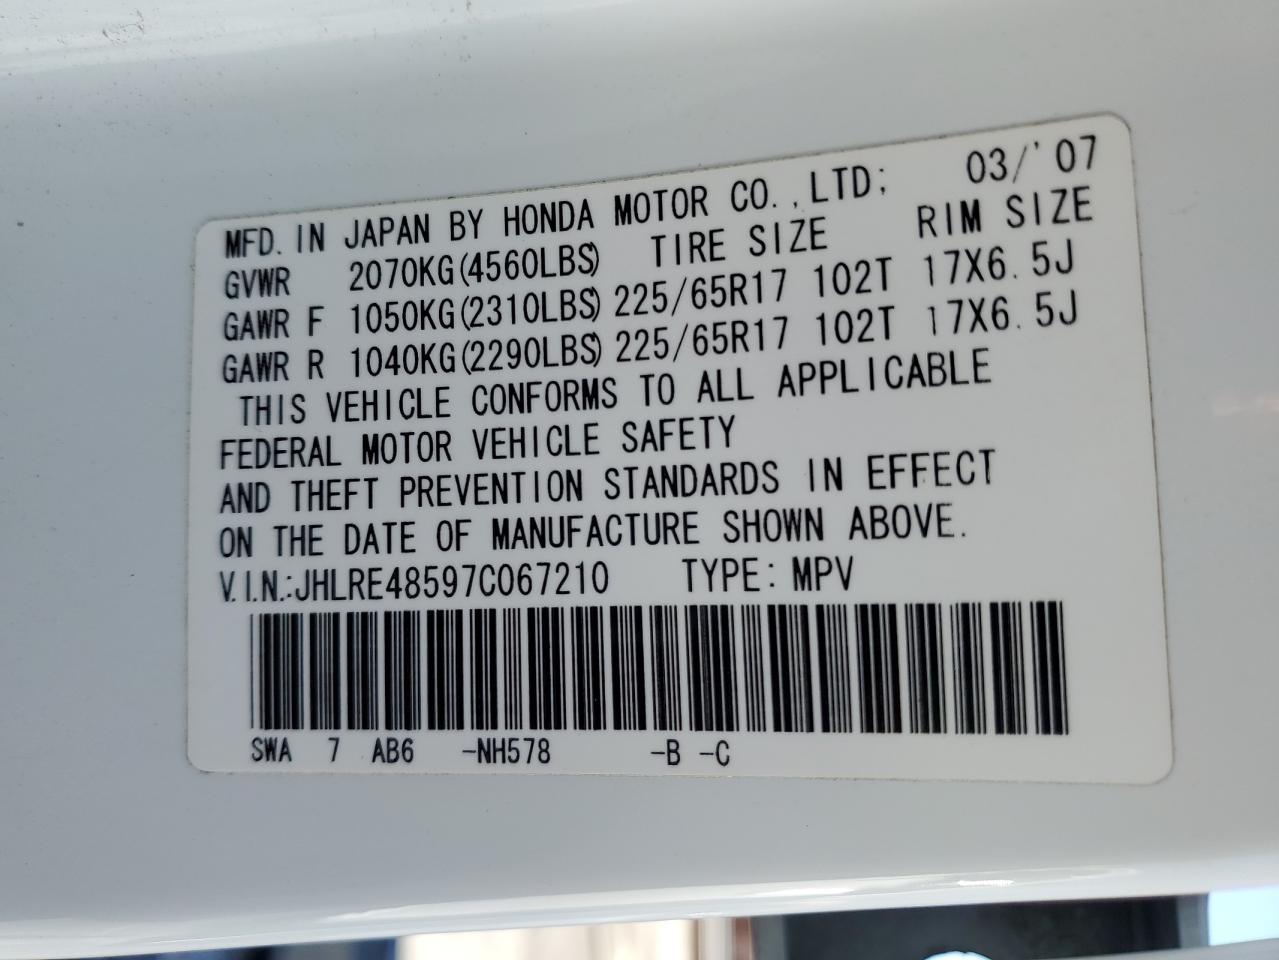 MFD. IN JAPAN BY HONDA MOTOR CO.,LTD; 03/'07
GVWR 2070KG(4560LBS) TIRE SIZE RIM SIZE
GAWR F 1050KG(2310LBS) 225/65R17 102T 17X6.5J
GAWR R 1040KG(2290LBS) 225/65R17 102T 17X6.5J
THIS VEHICLE CONFORMS TO ALL APPLICABLE
FEDERAL MOTOR VEHICLE SAFETY
AND THEFT PREVENTION STANDARDS IN EFFECT
ON THE DATE OF MANUFACTURE SHOWN ABOVE.
V.I.N.:JHLRE48597C067210 TYPE: MPV
SWA 7 AB6 -NH578 -B -C